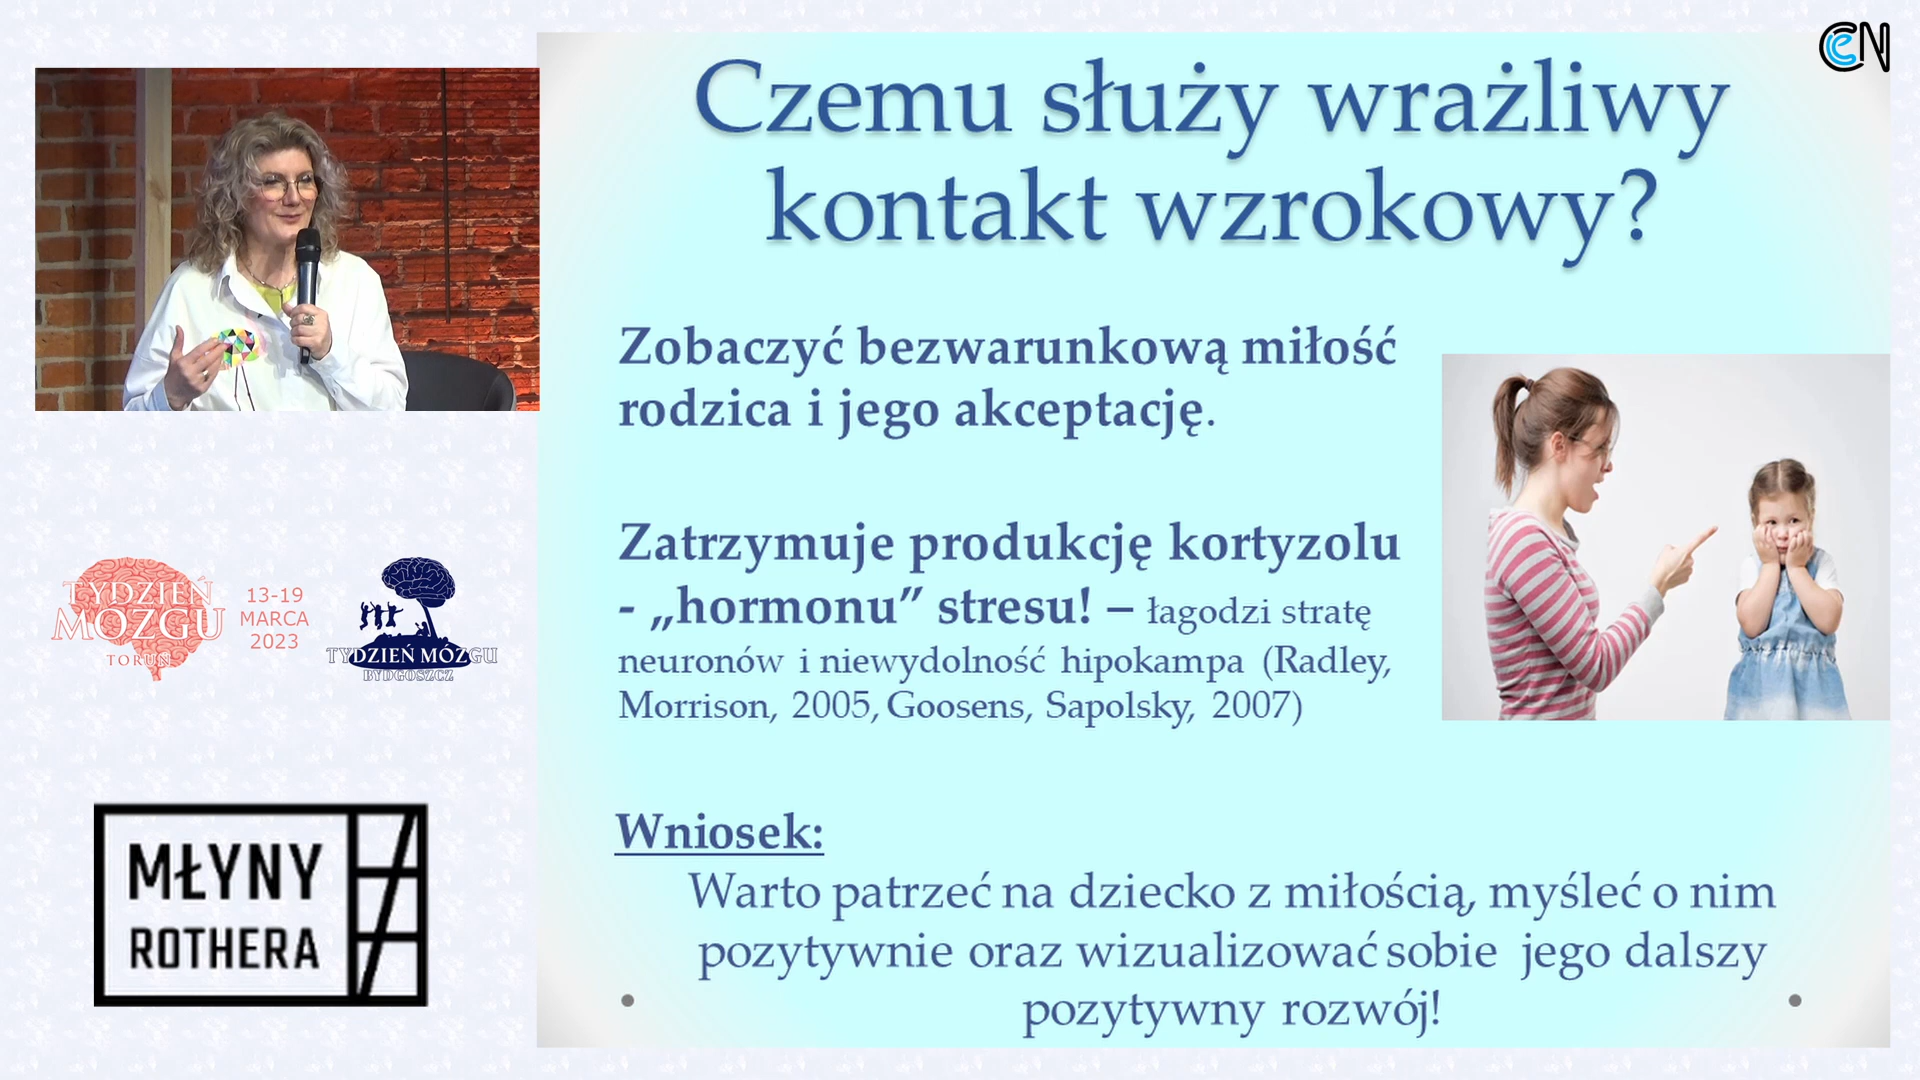 CeN
Czemu służy wrażliwy
kontakt wzrokowy?
Zobaczyć bezwarunkową miłość
rodzica i jego akceptację.
Zatrzymuje produkcję kortyzolu
- „hormonu” stresu! – łagodzi stratę
neuronów i niewydolność hipokampa (Radley,
Morrison, 2005, Goosens, Sapolsky, 2007)
Wniosek:
Warto patrzeć na dziecko z miłością, myśleć o nim
pozytywnie oraz wizualizować sobie jego dalszy
pozytywny rozwój!
TYDZIEŃ
MÓZGU
TORUŃ
13-19
MARCA
2023
TYDZIEŃ MÓZGU
BYDGOSZCZ
MŁYNY
ROTHERA